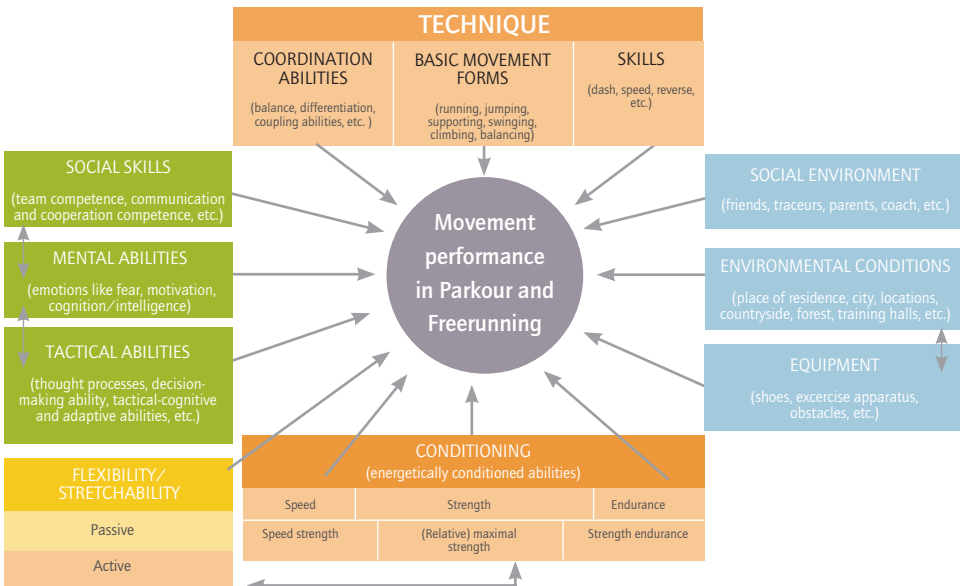 TECHNIQUE
COORDINATION
ABILITIES
(balance, differentiation,
coupling abilities, etc. )
BASIC MOVEMENT
FORMS
(running, jumping,
supporting, swinging,
climbing, balancing)
SKILLS
(dash, speed, reverse,
etc.)
SOCIAL SKILLS
(team competence, communication
and cooperation competence, etc.)
MENTAL ABILITIES
(emotions like fear, motivation,
cognition/intelligence)
TACTICAL ABILITIES
(thought processes, decision-
making ability, tactical-cognitive
and adaptive abilities, etc.)
Movement
performance
in Parkour and
Freerunning
SOCIAL ENVIRONMENT
(friends, traceurs, parents, coach, etc.)
ENVIRONMENTAL CONDITIONS
(place of residence, city, locations,
countryside, forest, training halls, etc.)
EQUIPMENT
(shoes, excercise apparatus,
obstacles, etc.)
FLEXIBILITY/
STRETCHABILITY
Passive
Active
CONDITIONING
(energetically conditioned abilities)
Speed
Strength
Endurance
Speed strength
(Relative) maximal
strength
Strength endurance